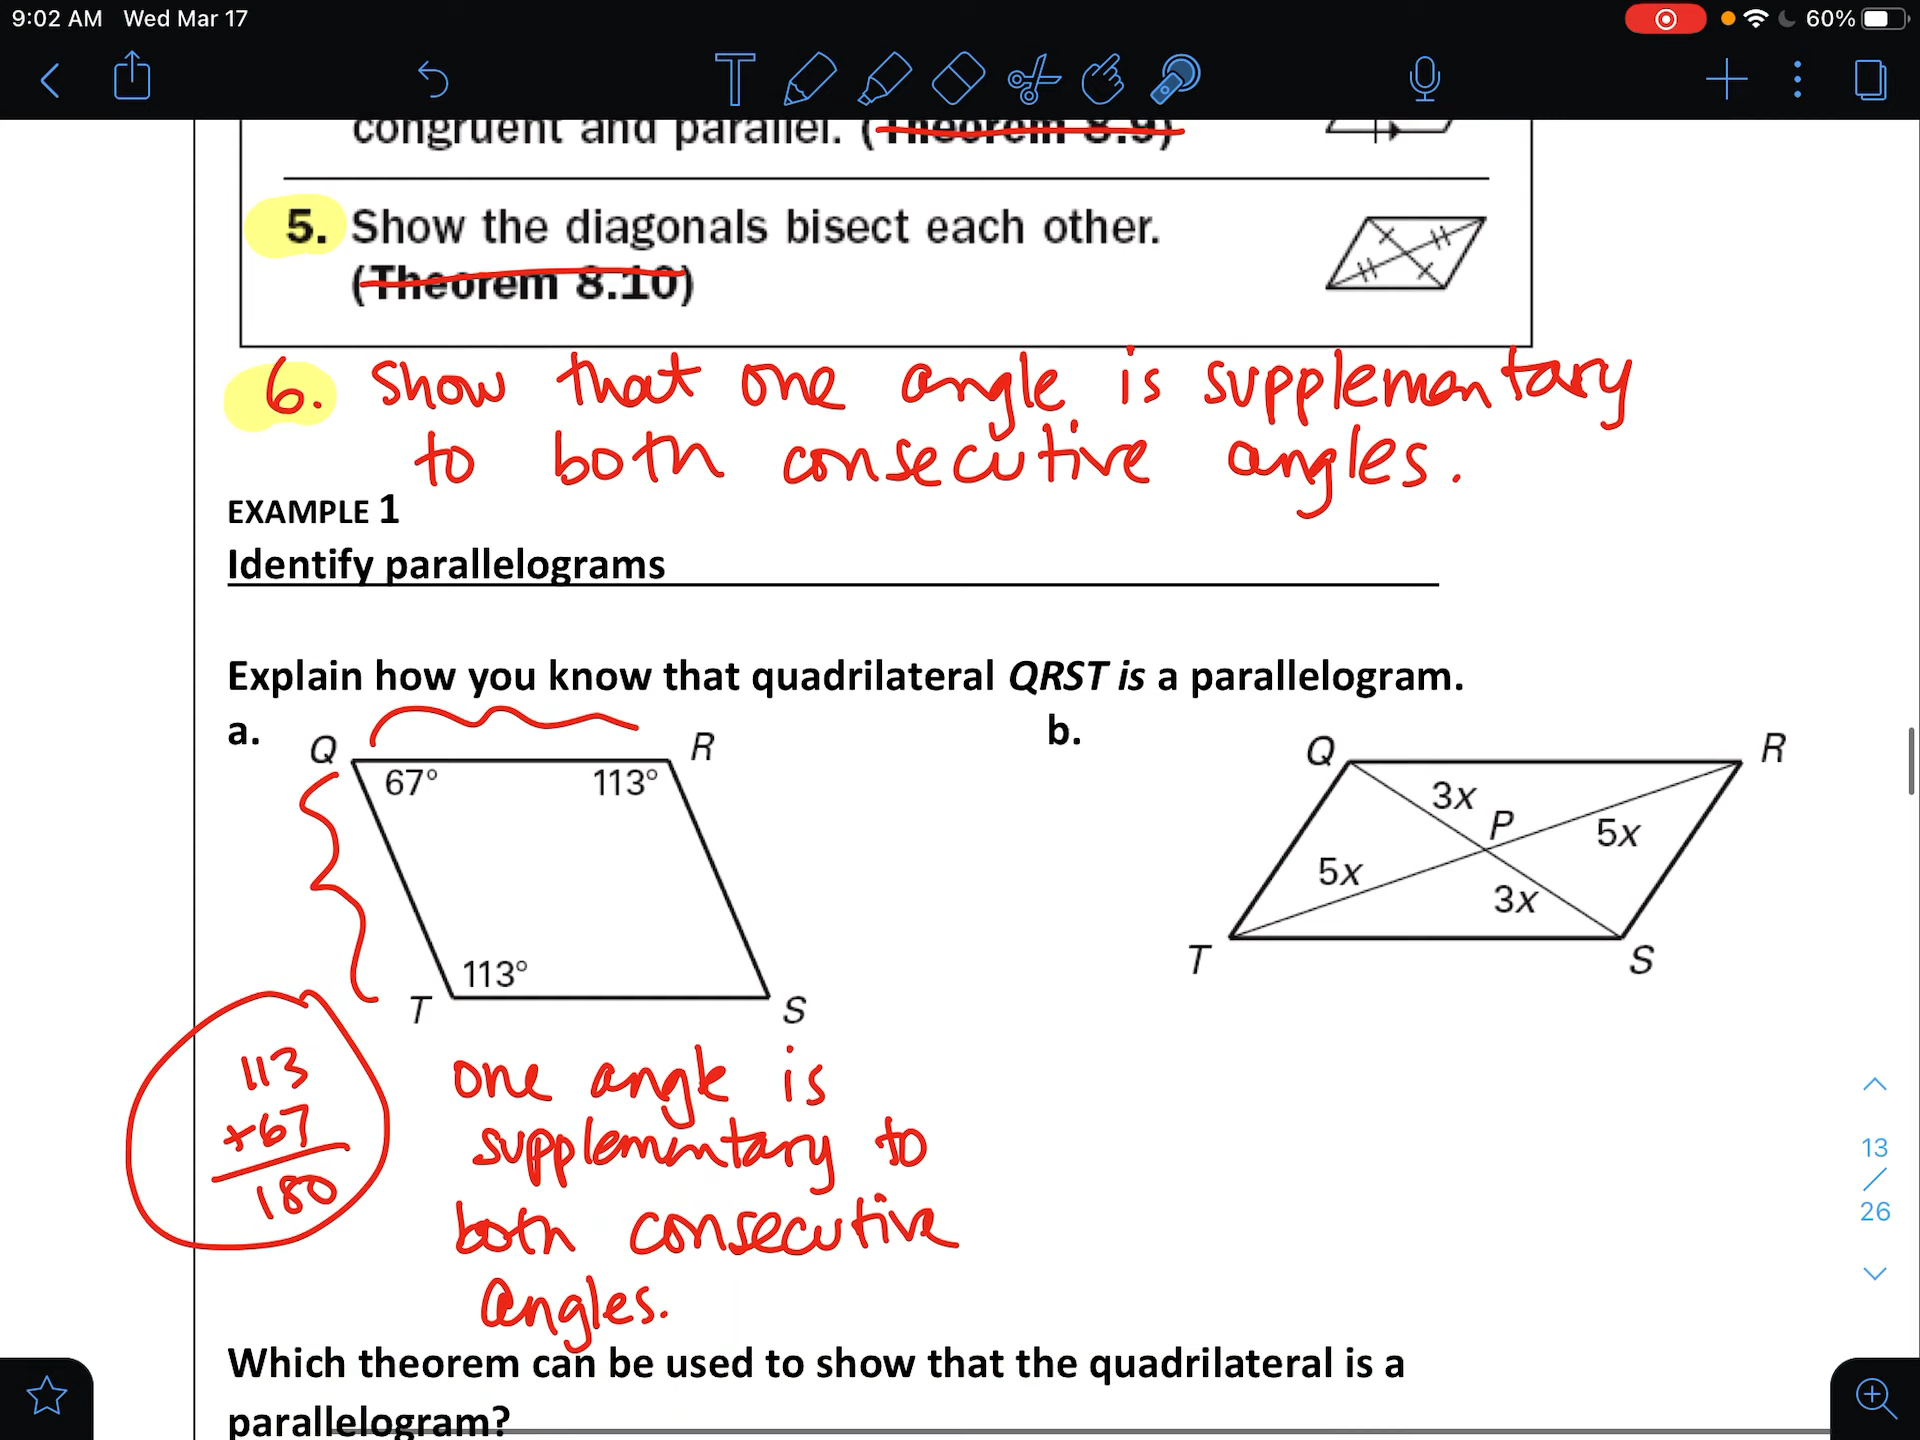 9:02 AM Wed Mar 17
60%
congruent and parallel. (Theorem 8.9)
5. Show the diagonals bisect each other.
(Theorem 8.10)
6. Show that one angle is supplementary
to both consecutive angles.
EXAMPLE 1
Identify parallelograms
Explain how you know that quadrilateral QRST is a parallelogram.
a.
Q
R
67°
113°
113°
T
S
b.
Q
R
3x
P
5x
5x
3x
T
S
113
+67
180
one angle is
supplementary to
both consecutive
angles.
13
/
26
Which theorem can be used to show that the quadrilateral is a
parallelogram?